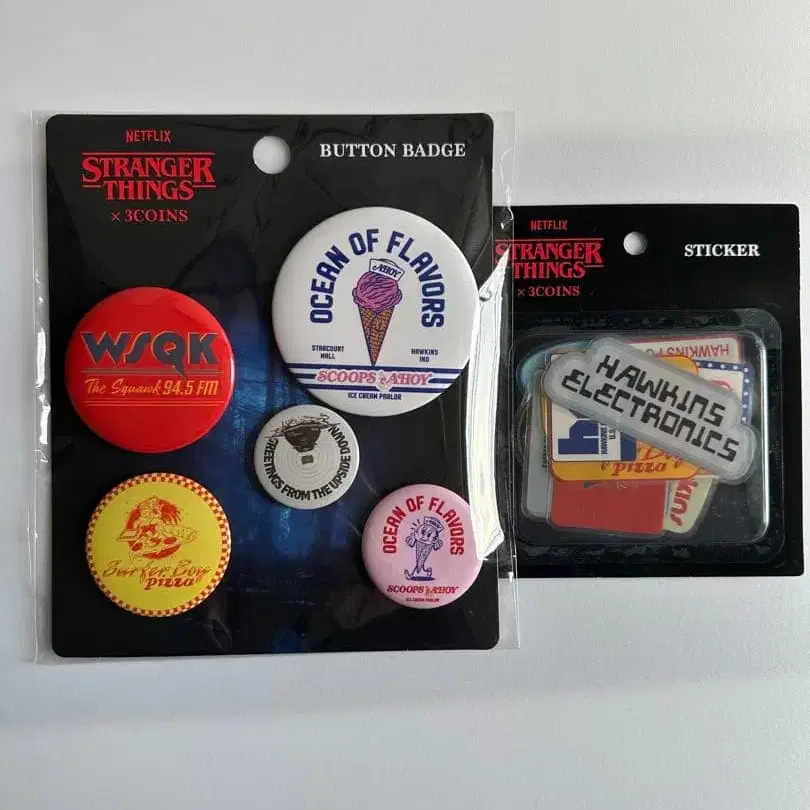 NETFLIX
STRANGER
THINGS
× 3COINS
BUTTON BADGE
OCEAN OF FLAVORS
AHOY
STARCOURT
MALL
HAWKINS
IND
SCOOPS AHOY
ICE CREAM PARLOR
WSQK
The Squawk 94.5 FM
GREETINGS FROM THE UPSIDE DOWN
Surfer Boy
pizza
OCEAN OF FLAVORS
SCOOPS AHOY
ICE CREAM PARLOR
NETFLIX
STRANGER
THINGS
× 3COINS
STICKER
HAWKINS
HAWKINS
ELECTRONICS
pizza